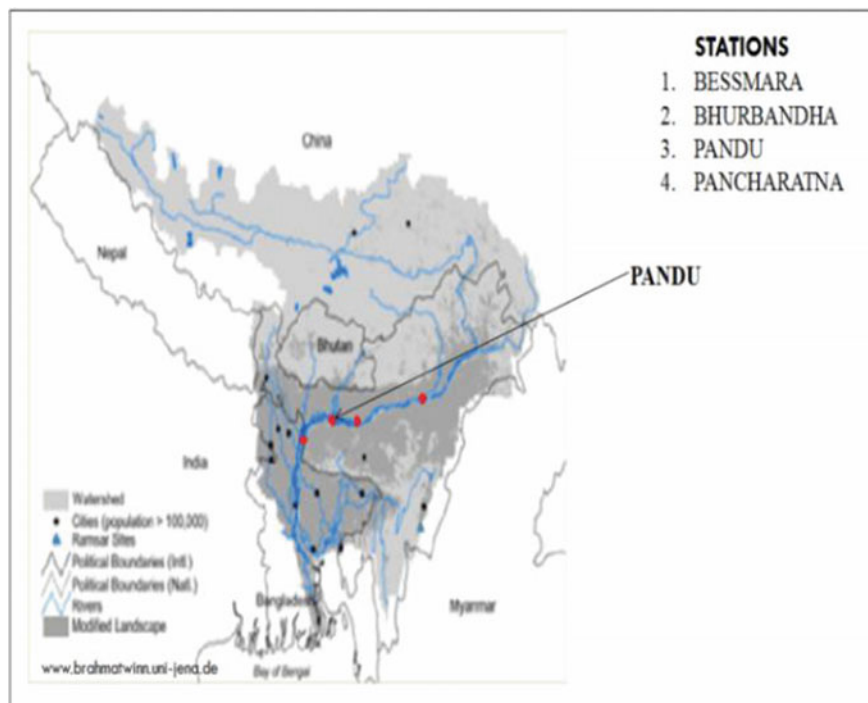 STATIONS
1. BESSMARA
2. BHURBANDHA
3. PANDU
4. PANCHARATNA
China
Nepal
PANDU
Bhutan
India
Watershed
Cities (population > 100,000)
Ramsar Sites
Political Boundaries (Intl.)
Political Boundaries (Natl.)
Rivers
Modified Landscape
Bangladesh
Myanmar
www.brahmatwinn.uni-jena.de
Bay of Bengal